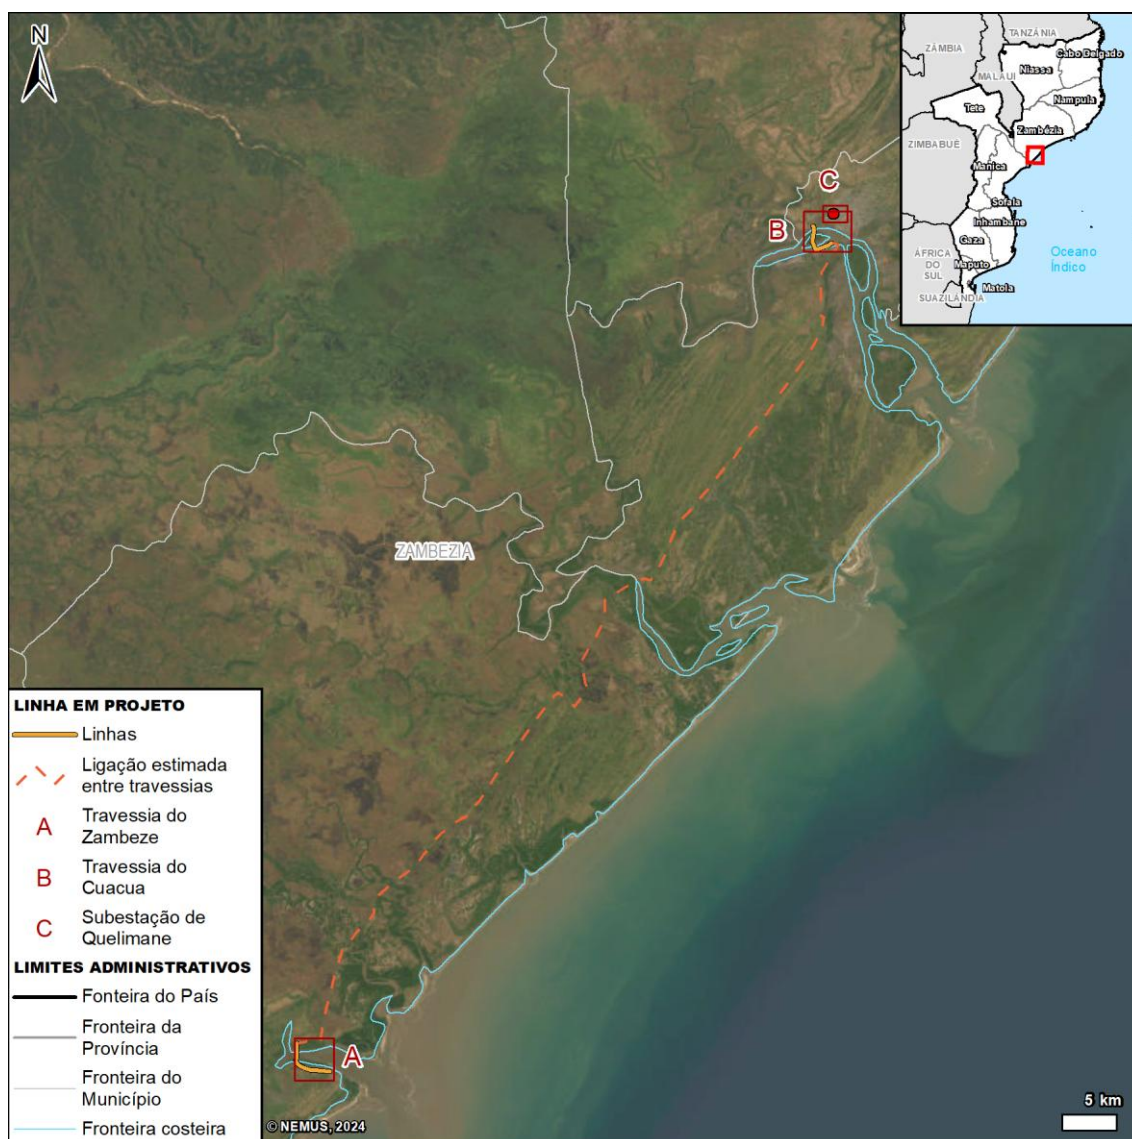 N
TANZÂNIA
ZÂMBIA
Cabo Delgado
Niassa
MALAUI
Nampula
Tete
Zambézia
ZIMBABUÉ
Manica
Sofala
Inhambane
Gaza
ÁFRICA
DO
SUL
Maputo
Matola
SUAZILÂNDIA
Oceano
Índico
C
B
ZAMBEZIA
A
LINHA EM PROJETO
Linhas
Ligação estimada
entre travessias
A
Travessia do
Zambeze
B
Travessia do
Cuacua
C
Subestação de
Quelimane
LIMITES ADMINISTRATIVOS
Fonteira do País
Fronteira da
Província
Fronteira do
Município
Fronteira costeira
© NEMUS, 2024
5 km